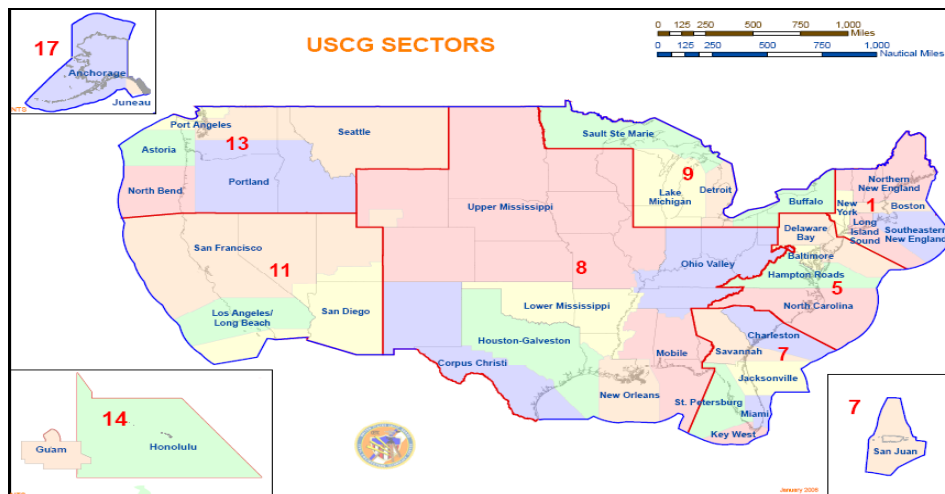 17
Anchorage
Juneau
USCG SECTORS
0 125 250 500 750 1,000
Miles
0 125 250 500 750 1,000
Nautical Miles
Port Angeles
Seattle
13
Astoria
Portland
North Bend
Sault Ste Marie
9
Lake
Michigan
Detroit
Upper Mississippi
Buffalo
Northern
New England
1
New
York
Boston
Long
Island
Sound
Southeastern
New England
Delaware
Bay
Baltimore
Hampton Roads
5
North Carolina
San Francisco
11
Los Angeles/
Long Beach
San Diego
8
Ohio Valley
Lower Mississippi
Houston-Galveston
Corpus Christi
New Orleans
Mobile
Charleston
7
Savannah
Jacksonville
St. Petersburg
Miami
Key West
14
Guam
Honolulu
7
San Juan